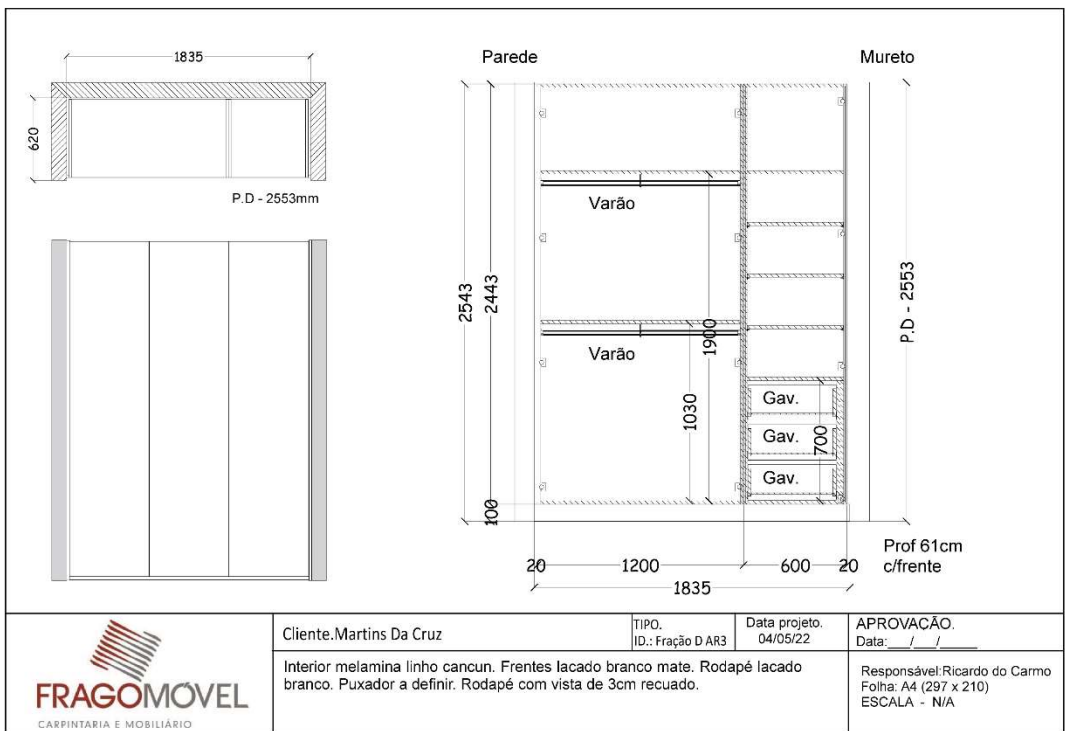 1835
620
P.D - 2553mm
Parede
Mureto
Varão
Varão
2543
2443
1900
1030
100
700
Gav.
Gav.
Gav.
P.D - 2553
20
1200
600
20
1835
Prof 61cm
c/frente
FRAGOMÓVEL
CARPINTARIA E MOBILIÁRIO
Cliente.Martins Da Cruz
TIPO.
ID.: Fração D AR3
Data projeto.
04/05/22
APROVAÇÃO.
Data:___/___/_____
Interior melamina linho cancun. Frentes lacado branco mate. Rodapé lacado
branco. Puxador a definir. Rodapé com vista de 3cm recuado.
Responsável:Ricardo do Carmo
Folha: A4 (297 x 210)
ESCALA - N/A